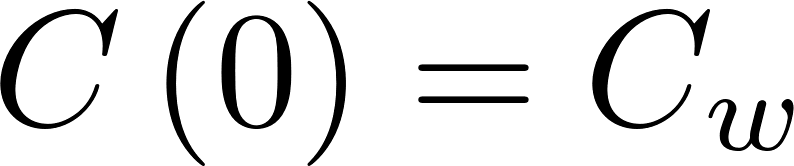 C (0) = C_w